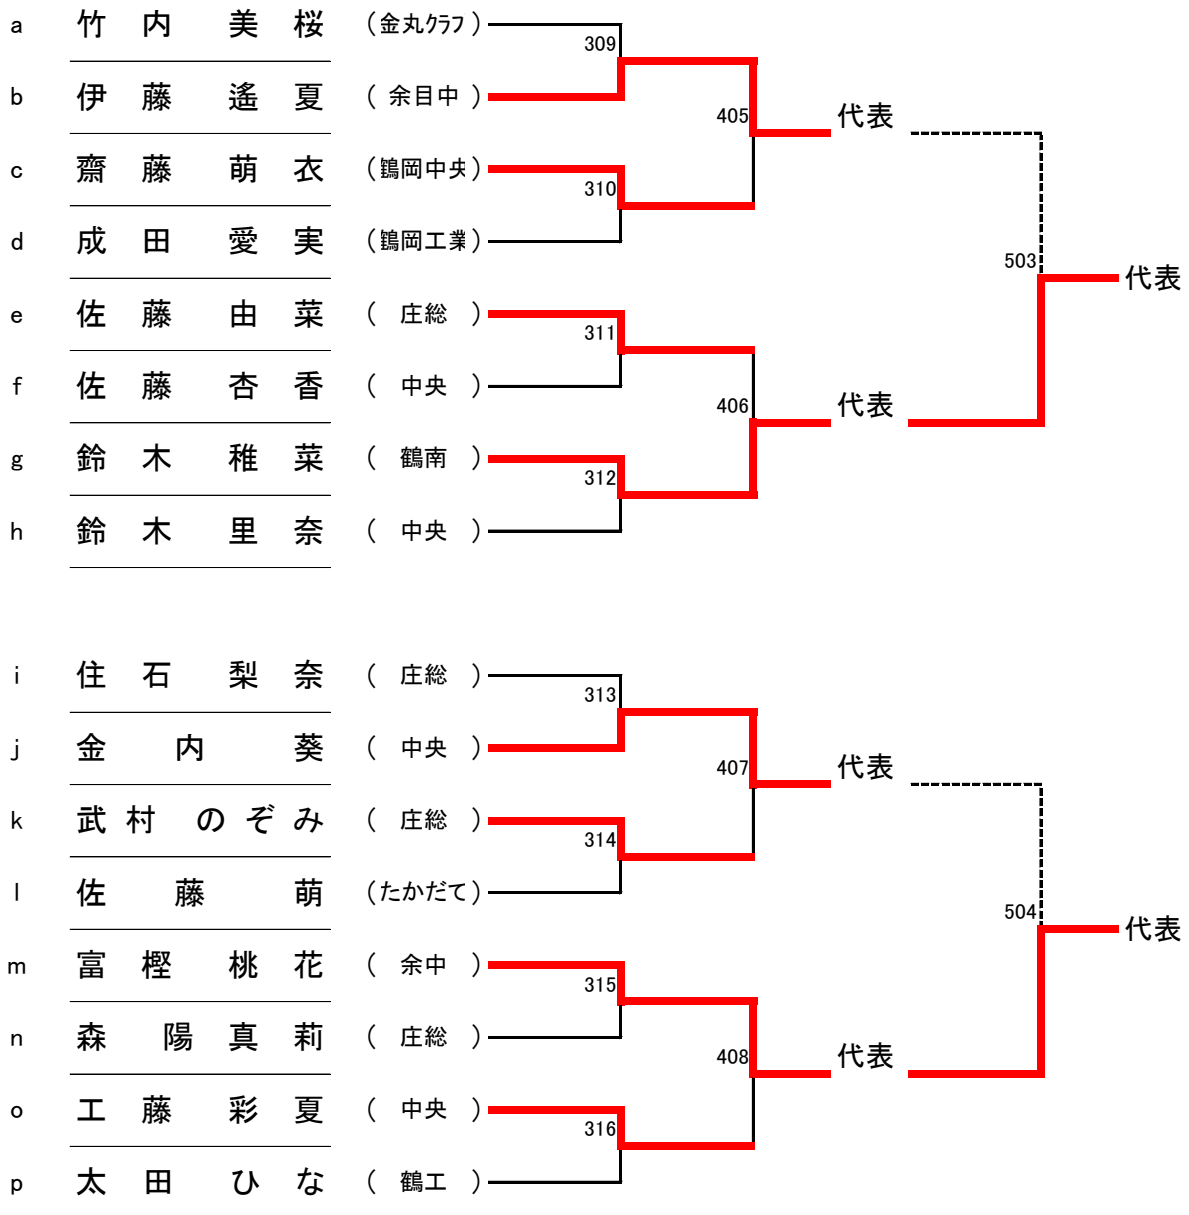 a 竹内 美桜 (金丸クラフ)
309
b 伊藤 遙夏 (余目中)
405 代表
c 齋藤 萌衣 (鶴岡中央)
310
d 成田 愛実 (鶴岡工業)
503 代表
e 佐藤 由菜 (庄総)
311
f 佐藤 杏香 (中央)
406 代表
g 鈴木 稚菜 (鶴南)
312
h 鈴木 里奈 (中央)
i 住石 梨奈 (庄総)
313
j 金内 葵 (中央)
407 代表
k 武村 のぞみ (庄総)
314
l 佐藤 萌 (たかだて)
504 代表
m 富樫 桃花 (余中)
315
n 森 陽真莉 (庄総)
408 代表
o 工藤 彩夏 (中央)
316
p 太田 ひな (鶴工)